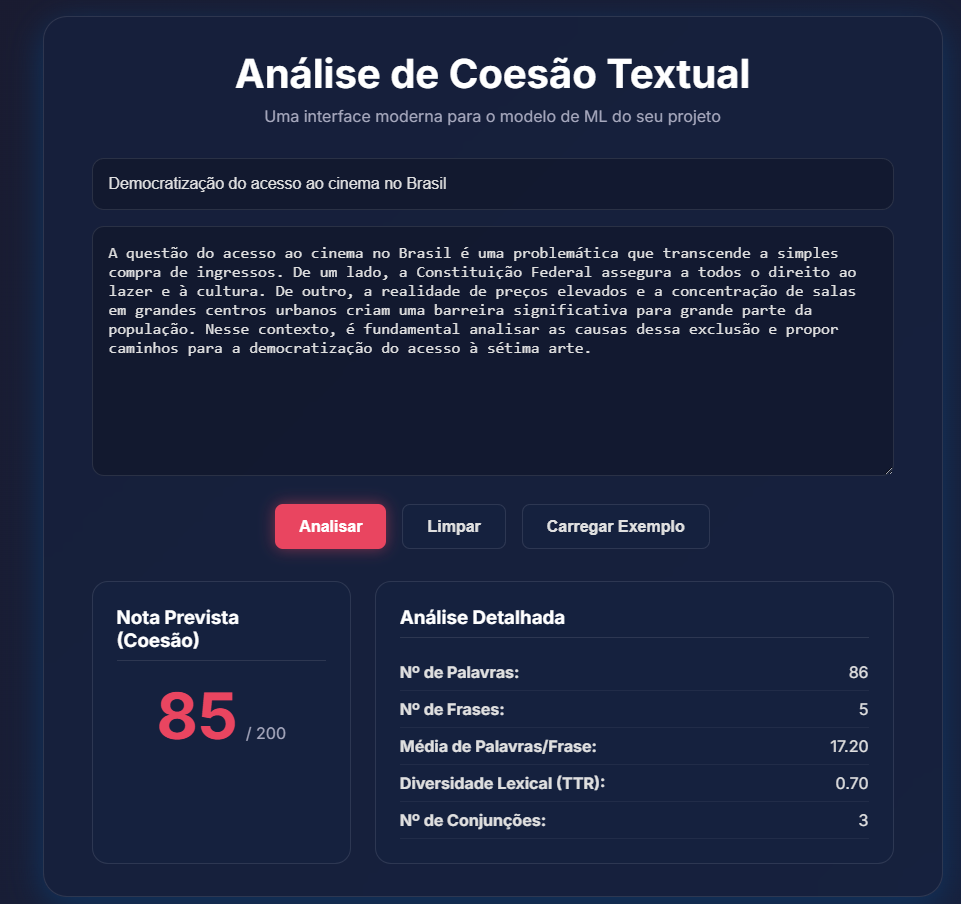 Análise de Coesão Textual
Uma interface moderna para o modelo de ML do seu projeto
Democratização do acesso ao cinema no Brasil
A questão do acesso ao cinema no Brasil é uma problemática que transcende a simples
compra de ingressos. De um lado, a Constituição Federal assegura a todos o direito ao
lazer e à cultura. De outro, a realidade de preços elevados e a concentração de salas
em grandes centros urbanos criam uma barreira significativa para grande parte da
população. Nesse contexto, é fundamental analisar as causas dessa exclusão e propor
caminhos para a democratização do acesso à sétima arte.
Analisar
Limpar
Carregar Exemplo
Nota Prevista
(Coesão)
85 / 200
Análise Detalhada
Nº de Palavras: 86
Nº de Frases: 5
Média de Palavras/Frase: 17.20
Diversidade Lexical (TTR): 0.70
Nº de Conjunções: 3